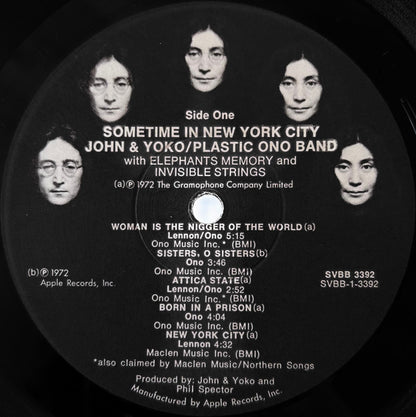 Side One
SOMETIME IN NEW YORK CITY
JOHN & YOKO/PLASTIC ONO BAND
with ELEPHANTS MEMORY and
INVISIBLE STRINGS
(a)Ⓟ1972 The Gramophone Company Limited
WOMAN IS THE NIGGER OF THE WORLD(a)
Lennon/Ono 5:15
Ono Music Inc.* (BMI)
SISTERS, O SISTERS(b)
Ono 3:46
Ono Music Inc. (BMI)
ATTICA STATE(a)
Lennon/Ono 2:52
Ono Music Inc.* (BMI)
BORN IN A PRISON(a)
Ono 4:04
Ono Music Inc. (BMI)
NEW YORK CITY(a)
Lennon 4:32
Maclen Music Inc. (BMI)
*also claimed by Maclen Music/Northern Songs
(b)Ⓟ1972
Apple Records, Inc.
SVBB 3392
SVBB-1-3392
Produced by: John & Yoko and
Phil Spector
Manufactured by Apple Records, Inc.